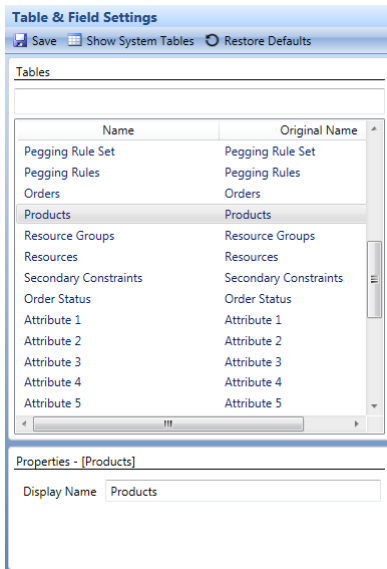 Table & Field Settings
Save Show System Tables Restore Defaults
Tables
Name Original Name
Pegging Rule Set Pegging Rule Set
Pegging Rules Pegging Rules
Orders Orders
Products Products
Resource Groups Resource Groups
Resources Resources
Secondary Constraints Secondary Constraints
Order Status Order Status
Attribute 1 Attribute 1
Attribute 2 Attribute 2
Attribute 3 Attribute 3
Attribute 4 Attribute 4
Attribute 5 Attribute 5
Properties - [Products]
Display Name Products